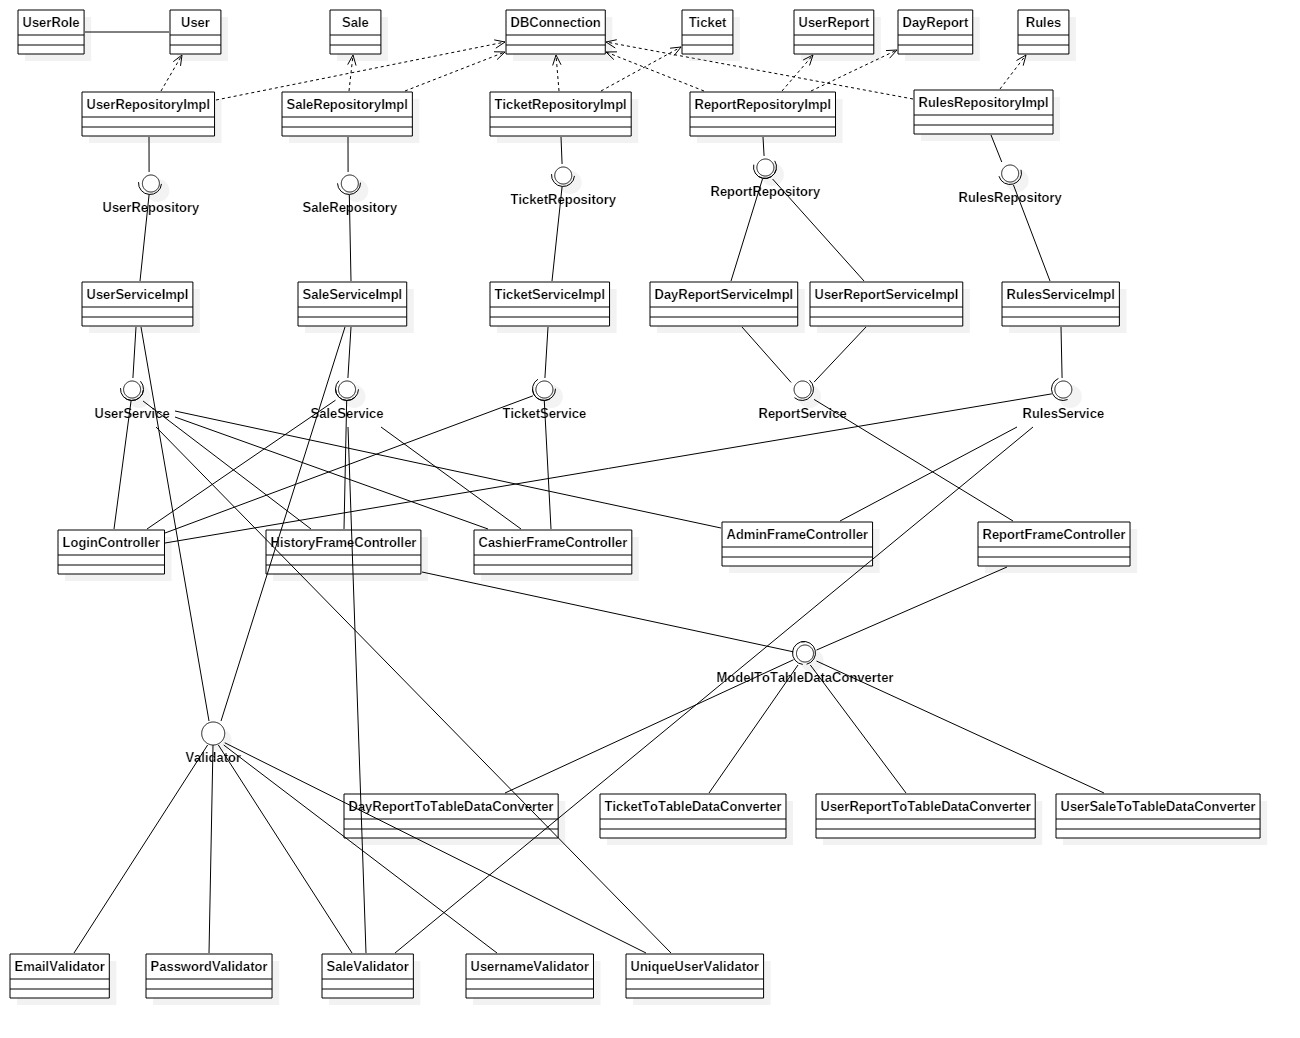 UserRole
User
Sale
DBConnection
Ticket
UserReport
DayReport
Rules
UserRepositoryImpl
SaleRepositoryImpl
TicketRepositoryImpl
ReportRepositoryImpl
RulesRepositoryImpl
UserRepository
SaleRepository
TicketRepository
ReportRepository
RulesRepository
UserServiceImpl
SaleServiceImpl
TicketServiceImpl
DayReportServiceImpl
UserReportServiceImpl
RulesServiceImpl
UserService
SaleService
TicketService
ReportService
RulesService
LoginController
HistoryFrameController
CashierFrameController
AdminFrameController
ReportFrameController
ModelToTableDataConverter
Validator
DayReportToTableDataConverter
TicketToTableDataConverter
UserReportToTableDataConverter
UserSaleToTableDataConverter
EmailValidator
PasswordValidator
SaleValidator
UsernameValidator
UniqueUserValidator